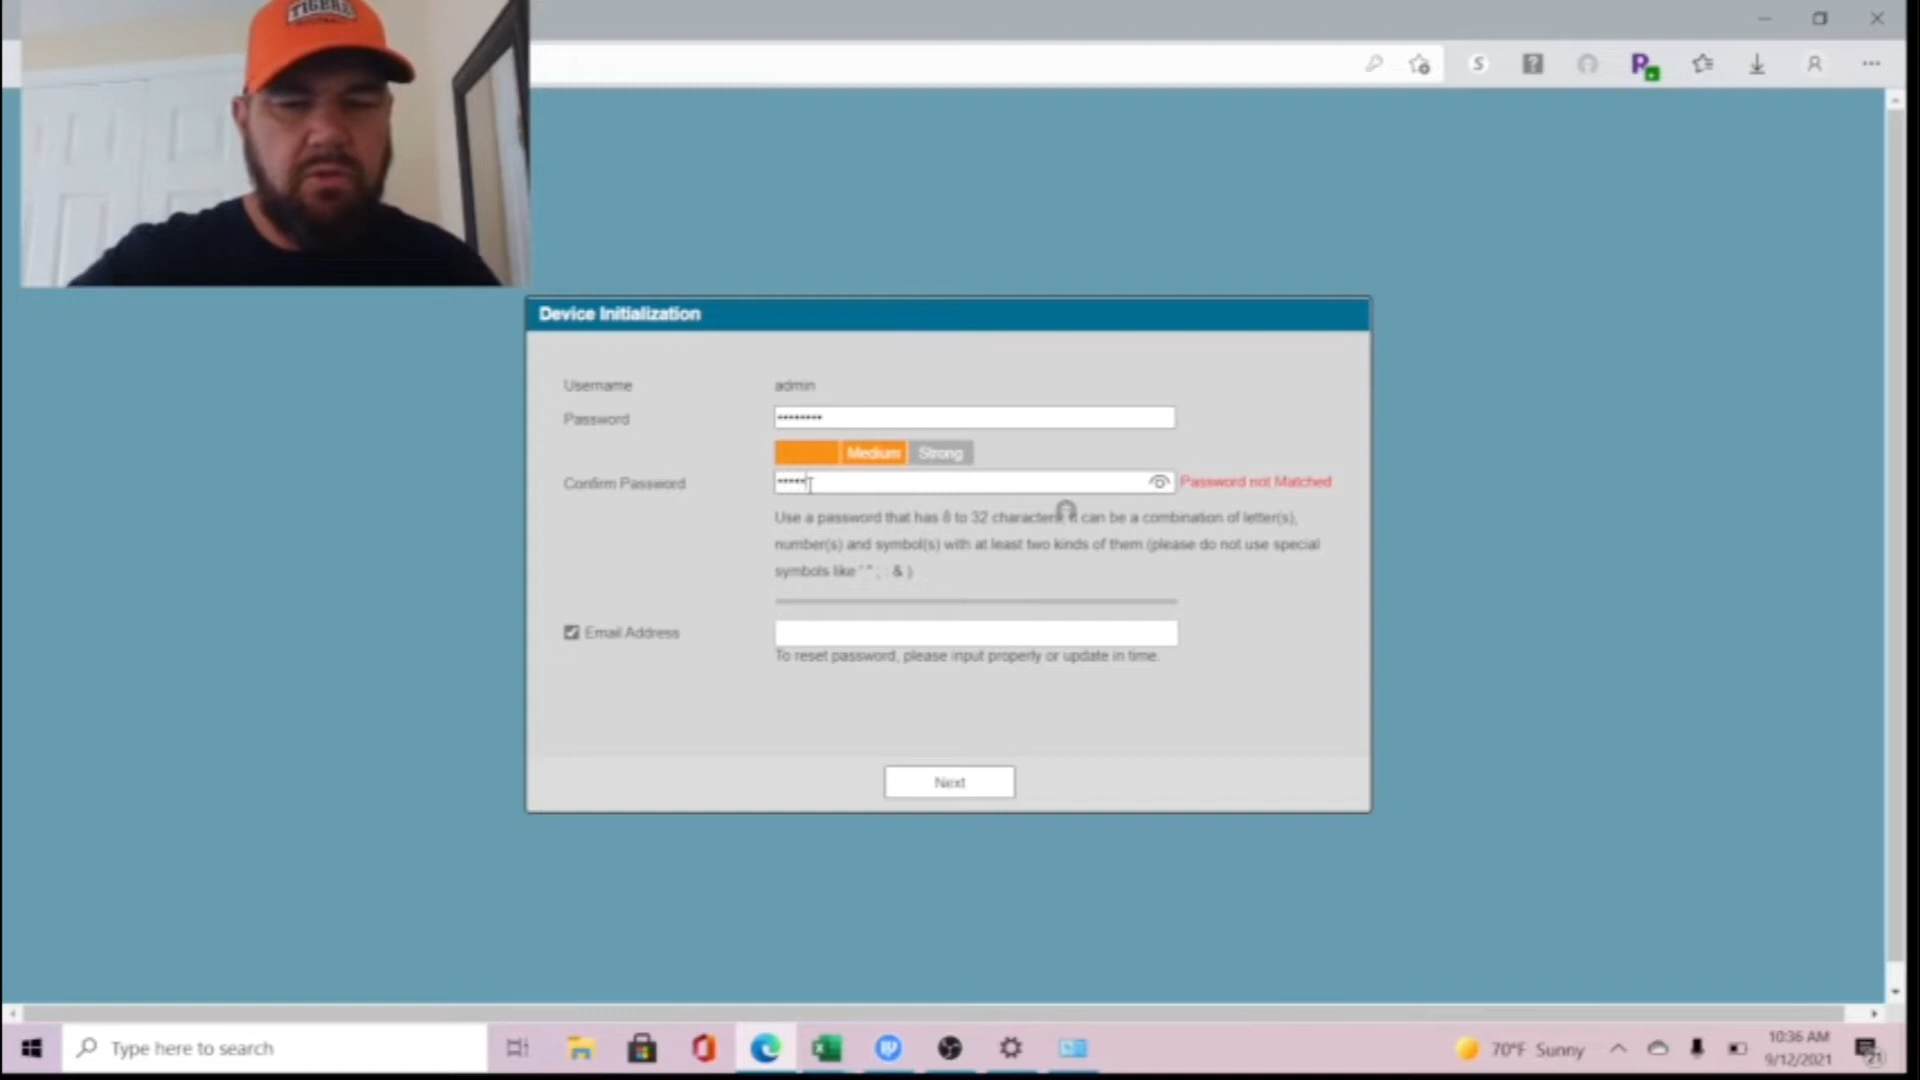 TIGERS
S
Device Initialization
Username admin
Password ••••••••
Medium Strong
Confirm Password ••••• Password not Matched
Use a password that has 8 to 32 characters, it can be a combination of letter(s),
number(s) and symbol(s) with at least two kinds of them.(please do not use special
symbols like ' " ; : & )
Email Address
To reset password, please input properly or update in time.
Next
Type here to search
70°F Sunny
10:36 AM
9/12/2021
21